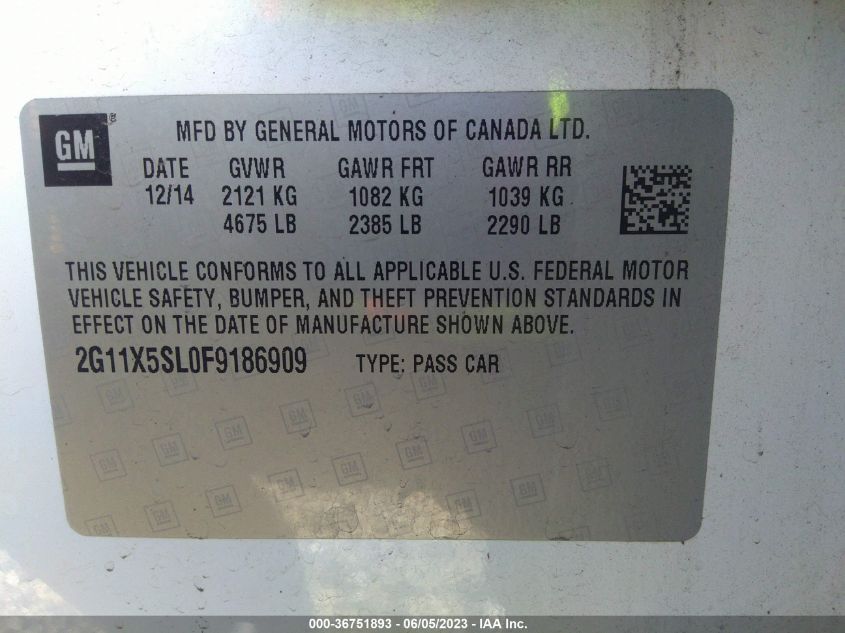 GM ®
MFD BY GENERAL MOTORS OF CANADA LTD.
DATE GVWR GAWR FRT GAWR RR
12/14 2121 KG 1082 KG 1039 KG
4675 LB 2385 LB 2290 LB
THIS VEHICLE CONFORMS TO ALL APPLICABLE U.S. FEDERAL MOTOR
VEHICLE SAFETY, BUMPER, AND THEFT PREVENTION STANDARDS IN
EFFECT ON THE DATE OF MANUFACTURE SHOWN ABOVE.
2G11X5SL0F9186909 TYPE: PASS CAR
000-36751893 - 06/05/2023 - IAA Inc.